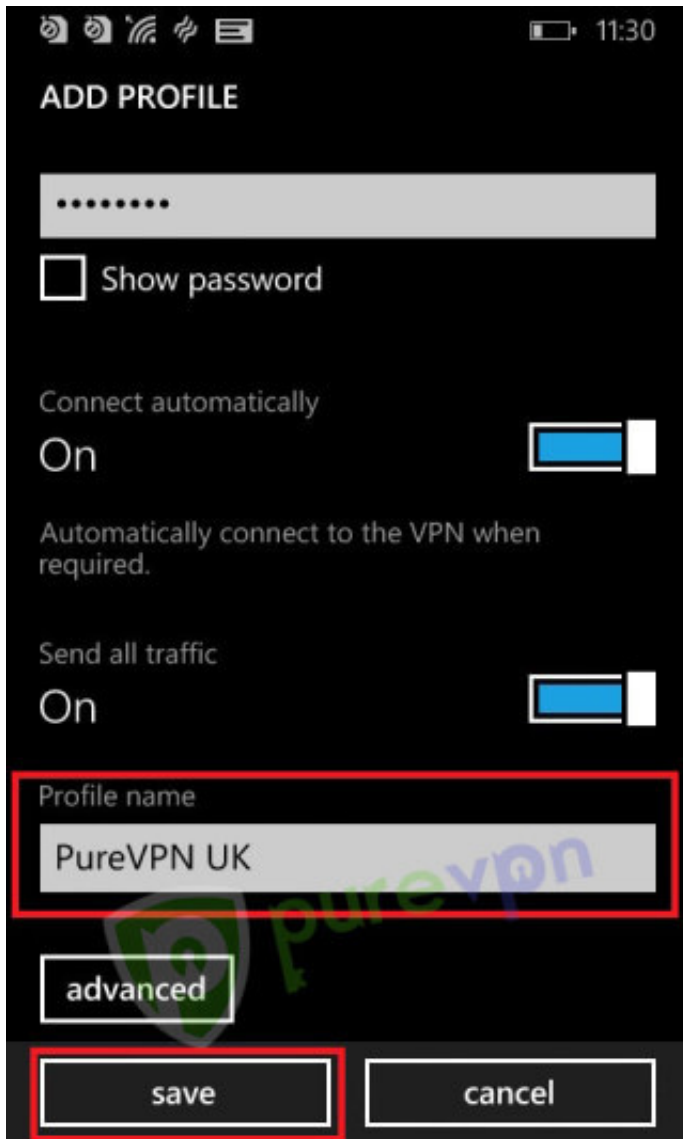 11:30
ADD PROFILE
••••••••
Show password
Connect automatically
On
Automatically connect to the VPN when
required.
Send all traffic
On
Profile name
PureVPN UK
purevpn
advanced
save
cancel